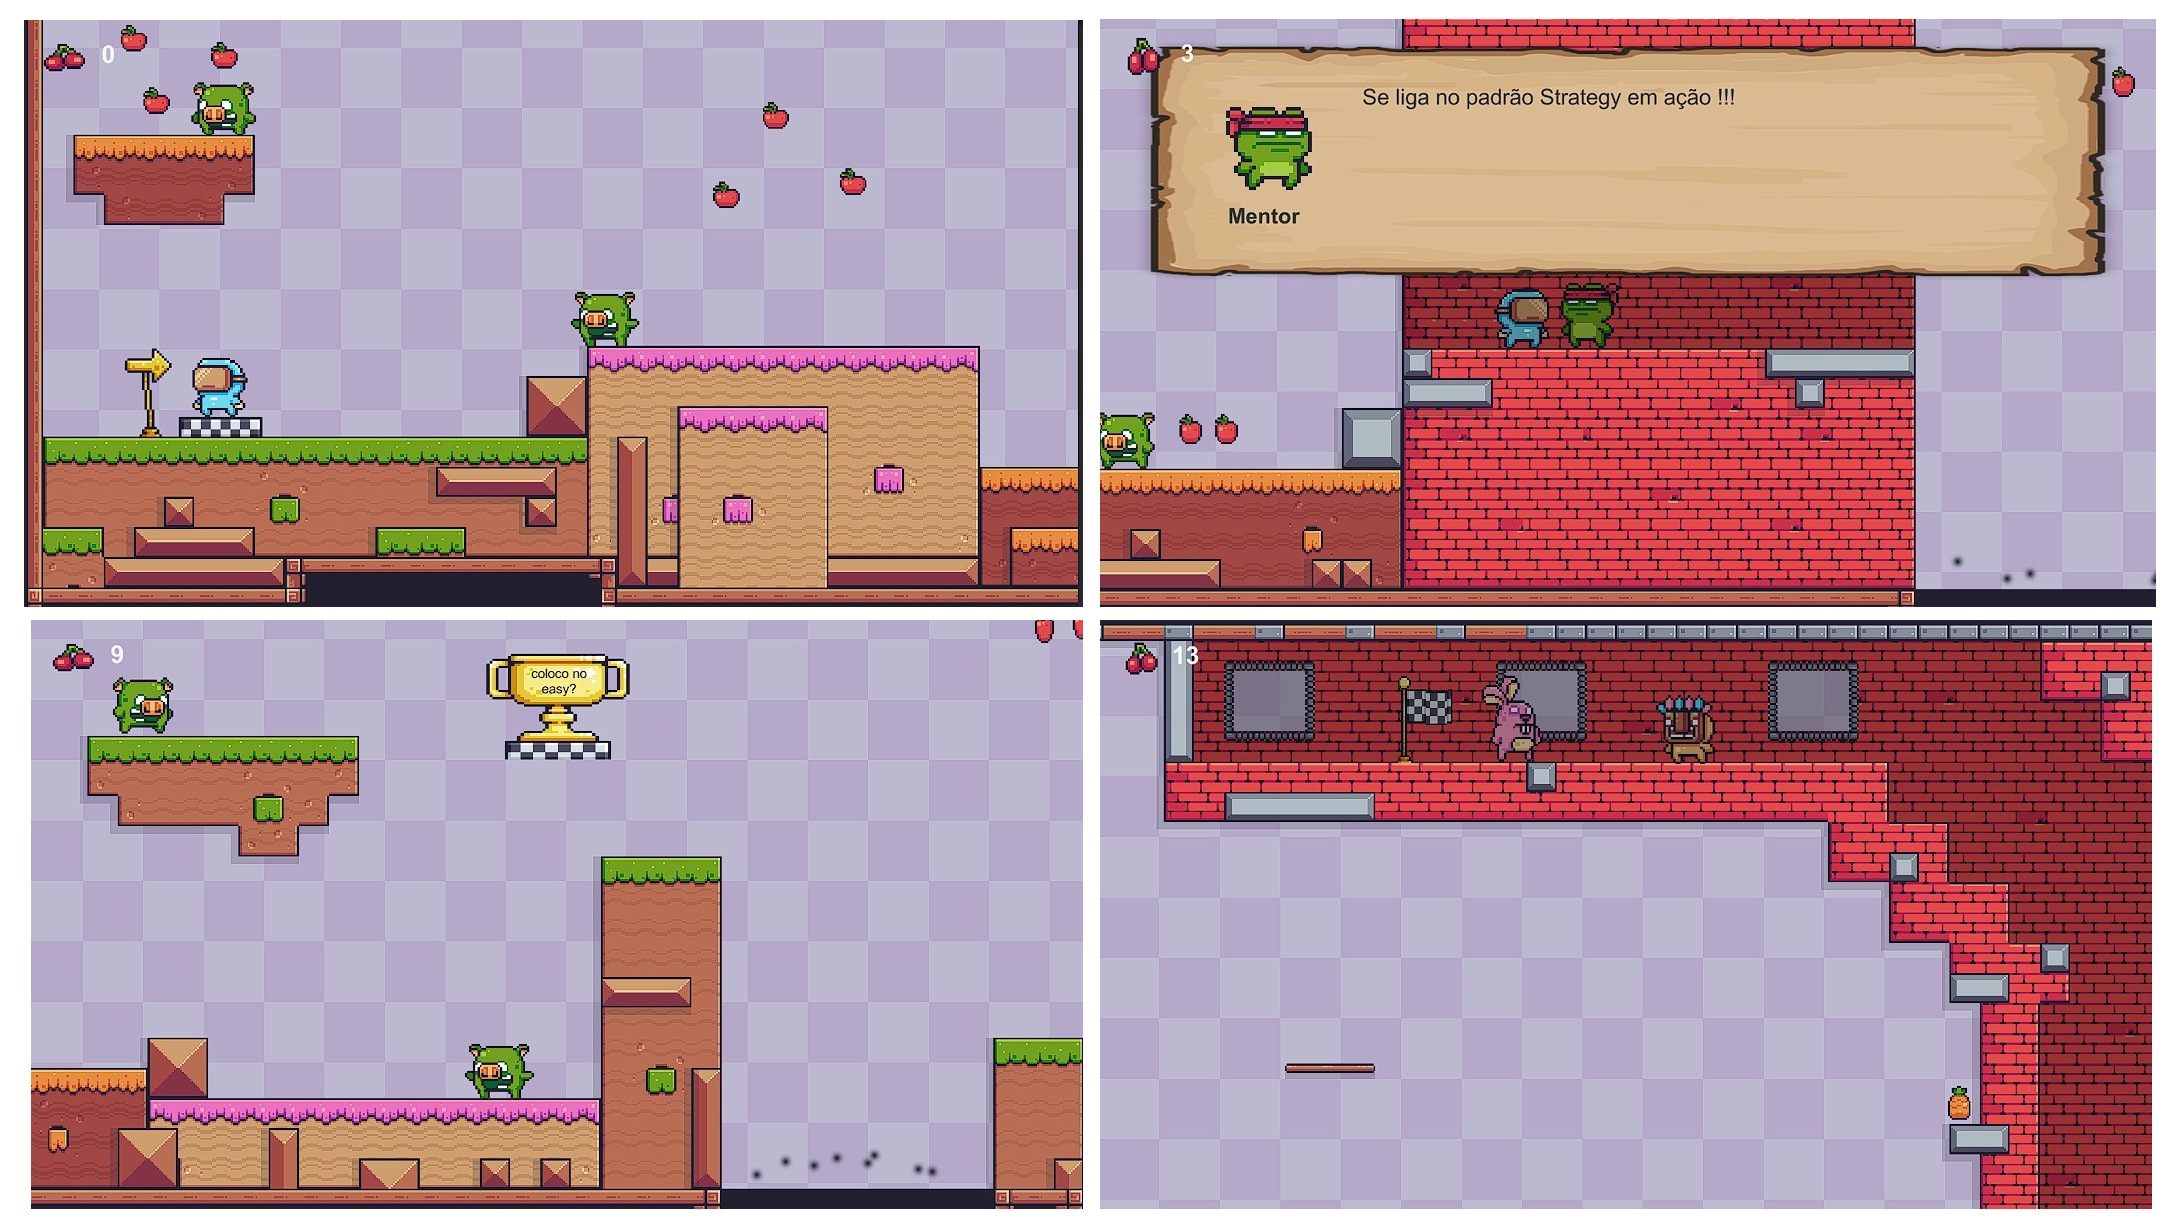 0
3
Se liga no padrão Strategy em ação !!!
Mentor
9
coloco no
easy?
13